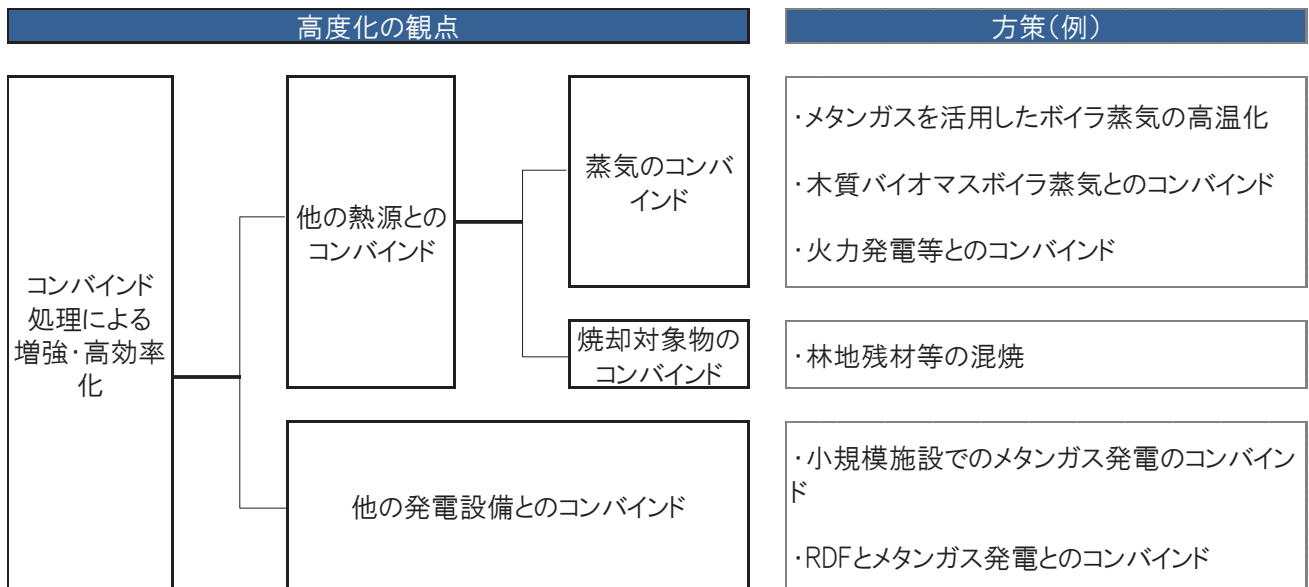 高度化の観点
方策(例)
コンバインド
処理による
増強・高効率
化
他の熱源との
コンバインド
蒸気のコンバ
インド
・メタンガスを活用したボイラ蒸気の高温化
・木質バイオマスボイラ蒸気とのコンバインド
・火力発電等とのコンバインド
焼却対象物の
コンバインド
・林地残材等の混焼
他の発電設備とのコンバインド
・小規模施設でのメタンガス発電のコンバイン
ド
・RDFとメタンガス発電とのコンバインド